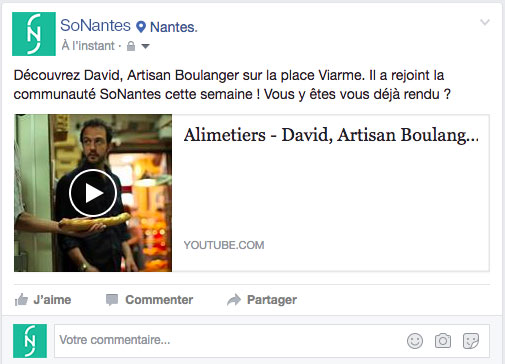 SoNantes Nantes.
À l'instant ·
Découvrez David, Artisan Boulanger sur la place Viarme. Il a rejoint la
communauté SoNantes cette semaine ! Vous y êtes vous déjà rendu ?
Alimetiers - David, Artisan Boulang...
YOUTUBE.COM
J'aime Commenter Partager
Votre commentaire...